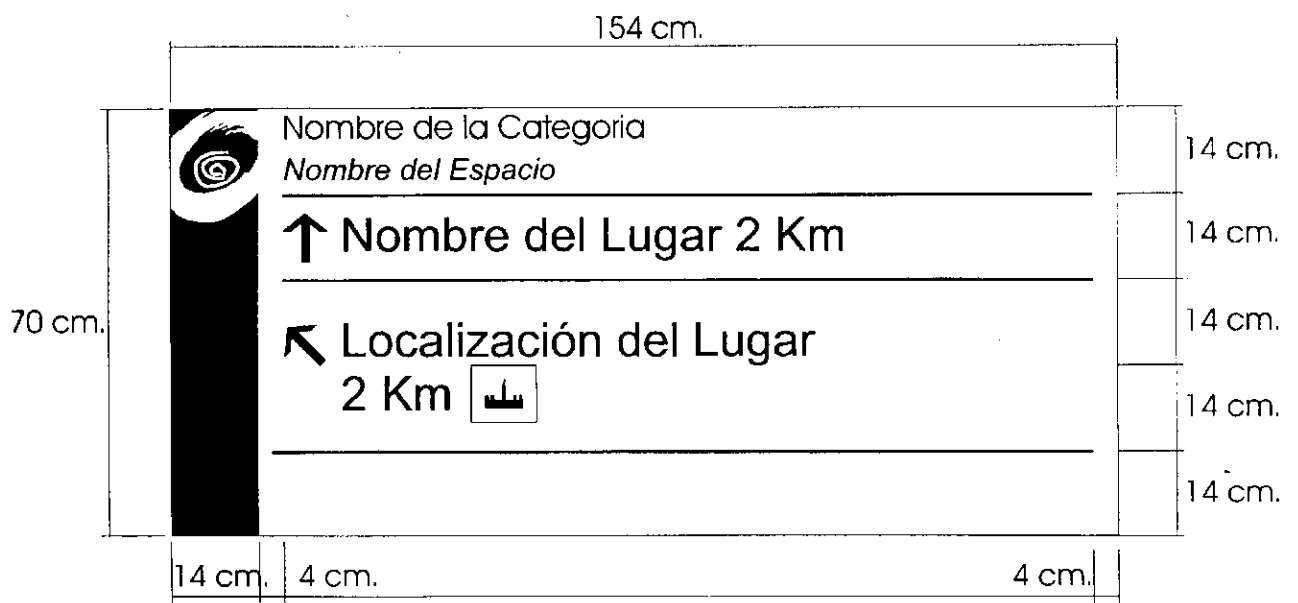 154 cm.
Nombre de la Categoria
Nombre del Espacio
14 cm.
Nombre del Lugar 2 Km
14 cm.
70 cm.
Localización del Lugar
14 cm.
2 Km
14 cm.
14 cm.
14 cm. 4 cm. 4 cm.